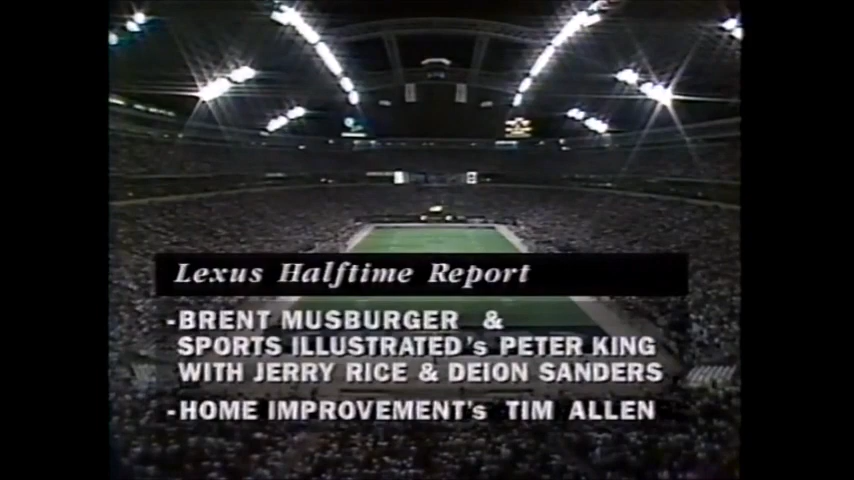 Lexus Halftime Report
-BRENT MUSBURGER &
SPORTS ILLUSTRATED's PETER KING
WITH JERRY RICE & DEION SANDERS
-HOME IMPROVEMENT's TIM ALLEN